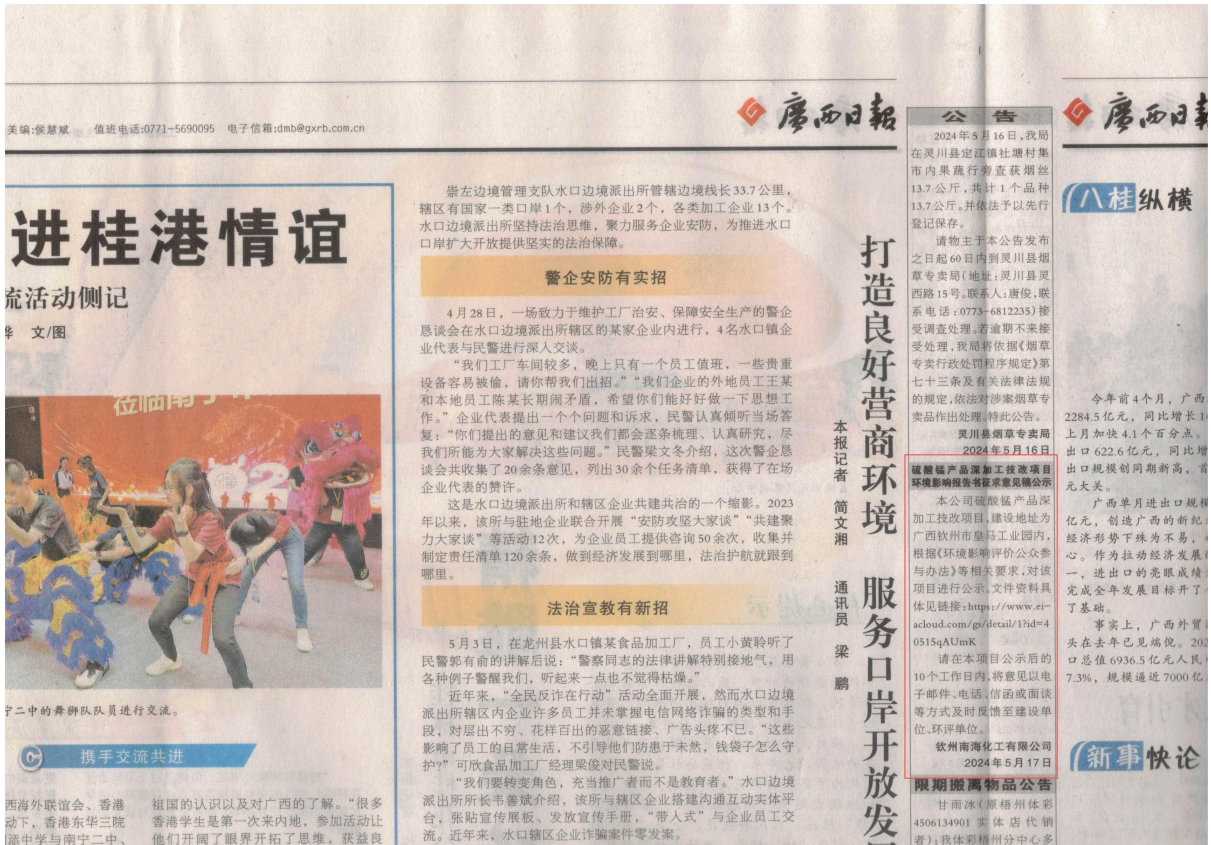 美编:侯慧斌 值班电话:0771-5690095 电子信箱:dmb@gxrb.com.cn
廣西日報
进桂港情谊
流活动侧记
文/图
宁二中的舞狮队队员进行交流。
携手交流共进
西海外联谊会、香港
动下，香港东华三院
添中学与南宁二中、
祖国的认识以及对广西的了解。“很多
香港学生是第一次来内地，参加活动让
他们开阔了眼界开拓了思维，获益良
崇左边境管理支队水口边境派出所管辖边境线长33.7公里，
辖区有国家一类口岸1个，涉外企业2个，各类加工企业13个。
水口边境派出所坚持法治思维，聚力服务企业安防，为推进水口
口岸扩大开放提供坚实的法治保障。
警企安防有实招
4月28日，一场致力于维护工厂治安、保障安全生产的警企
恳谈会在水口边境派出所辖区的某家企业内进行，4名水口镇企
业代表与民警进行深入交谈。
“我们工厂车间较多，晚上只有一个员工值班，一些贵重
设备容易被偷，请你帮我们出招。”“我们企业的外地员工王某
和本地员工陈某长期闹矛盾，希望你们能好好做一下思想工
作。”企业代表提出一个个问题和诉求，民警认真倾听当场答
复：“你们提出的意见和建议我们都会逐条梳理、认真研究，尽
我们所能为大家解决这些问题。”民警梁文冬介绍，这次警企恳
谈会共收集了20余条意见，列出30余个任务清单，获得了在场
企业代表的赞许。
这是水口边境派出所和辖区企业共建共治的一个缩影。2023
年以来，该所与驻地企业联合开展“安防攻坚大家谈”“共建聚
力大家谈”等活动12次，为企业员工提供咨询50余次，收集并
制定责任清单120余条，做到经济发展到哪里，法治护航就跟到
哪里。
法治宣教有新招
5月3日，在龙州县水口镇某食品加工厂，员工小黄聆听了
民警郭有俞的讲解后说：“警察同志的法律讲解特别接地气，用
各种例子警醒我们，听起来一点也不觉得枯燥。”
近年来，“全民反诈在行动”活动全面开展，然而水口边境
派出所辖区内企业许多员工并未掌握电信网络诈骗的类型和手
段，对层出不穷、花样百出的恶意链接、广告头疼不已。“这些
影响了员工的日常生活，不引导他们防患于未然，钱袋子怎么守
护?”可欣食品加工厂经理梁俊对民警说。
“我们要转变角色，充当推广者而不是教育者。”水口边境
派出所所长韦善斌介绍，该所与辖区企业搭建沟通互动实体平
台，张贴宣传展板、发放宣传手册，“带入式”与企业员工交
流。近年来，水口辖区企业诈骗案件零发案。
打造良好营商环境 服务口岸开放发
本报记者 简文湘 通讯员 梁 鹏
公告
2024年5月16日，我局
在灵川县定江镇社塘村集
市内果蔬行旁查获烟丝
13.7公斤，共计1个品种
13.7公斤。并依法予以先行
登记保存。
请物主于本公告发布
之日起60日内到灵川县烟
草专卖局(地址:灵川县灵
西路15号。联系人:唐俊,联
系电话:0773-6812235)接
受调查处理。若逾期不来接
受处理，我局将依据《烟草
专卖行政处罚程序规定》第
七十三条及有关法律法规
的规定,依法对涉案烟草专
卖品作出处理。特此公告。
灵川县烟草专卖局
2024年5月16日
硫酸锰产品深加工技改项目
环境影响报告书征求意见稿公示
本公司硫酸锰产品深
加工技改项目,建设地址为
广西钦州市皇马工业园内,
根据《环境影响评价公众参
与办法》等相关要求，对该
项目进行公示。文件资料具
体见链接:https://www.ei-
acloud.com/gs/detail/1?id=4
0515qAUmK
请在本项目公示后的
10个工作日内,将意见以电
子邮件、电话、信函或面谈
等方式及时反馈至建设单
位、环评单位。
钦州南海化工有限公司
2024年5月17日
限期搬离物品公告
甘雨冰(原梧州体彩
4506134901实体店代销
者):我体彩梧州分中心多
廣西日報
八桂纵横
今年前4个月，广西
2284.5亿元，同比增长
上月加快4.1个百分点。
出口622.6亿元，同比增
出口规模创同期新高，首
元大关。
广西单月进出口规模
亿元，创造广西的新纪
经济形势下殊为不易，
心。作为拉动经济发展
一，进出口的亮眼成绩
完成全年发展目标开了
了基础。
事实上，广西外贸
头在去年已见端倪。202
口总值6936.5亿元人民
7.3%，规模逼近7000亿
新事快论